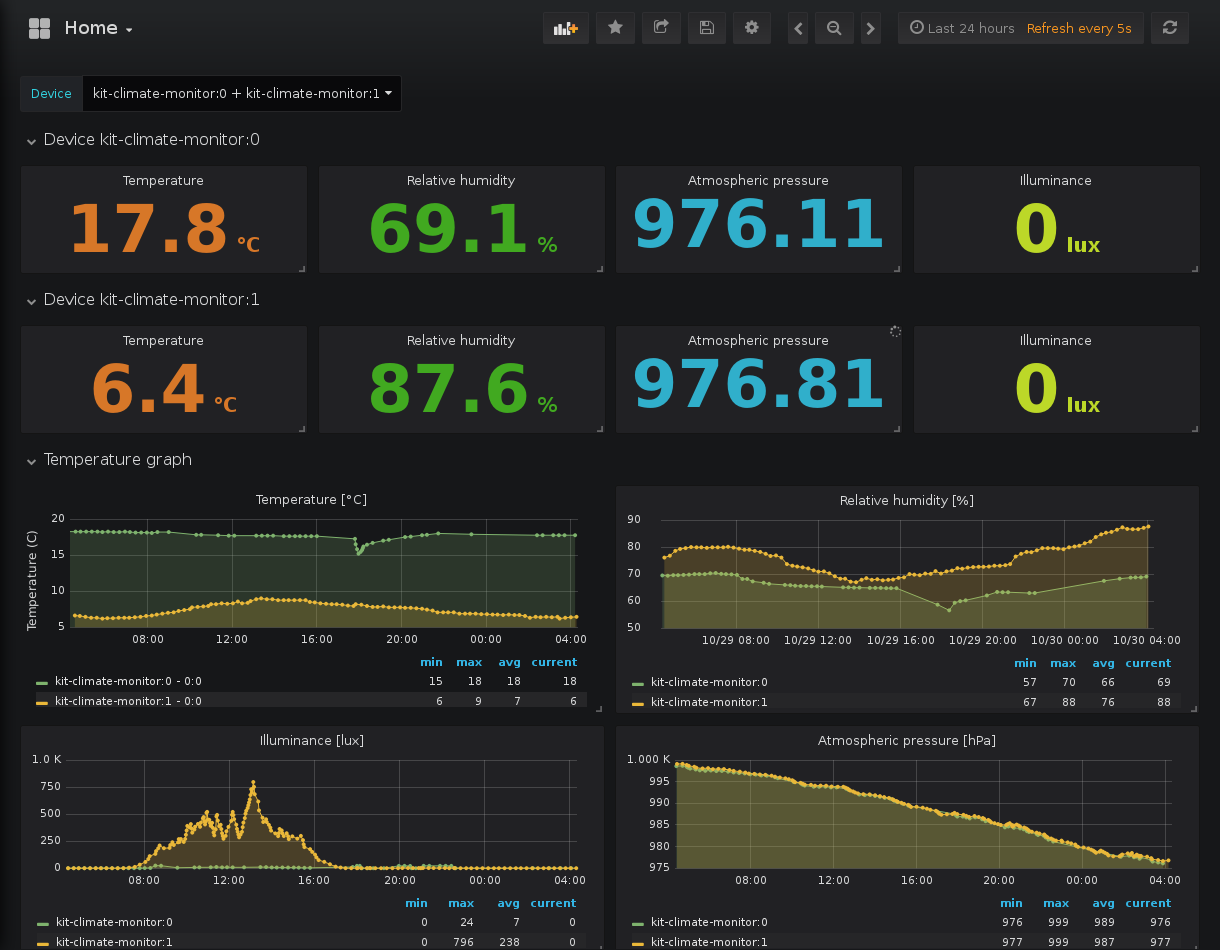 Home
Last 24 hours Refresh every 5s
Device kit-climate-monitor:0 + kit-climate-monitor:1
Device kit-climate-monitor:0
Temperature Relative humidity Atmospheric pressure Illuminance
17.8 °C 69.1 % 976.11 0 lux
Device kit-climate-monitor:1
Temperature Relative humidity Atmospheric pressure Illuminance
6.4 °C 87.6 % 976.81 0 lux
Temperature graph
Temperature [°C]
Temperature (C)
20
15
10
5
08:00 12:00 16:00 20:00 00:00 04:00
min max avg current
kit-climate-monitor:0 - 0:0 15 18 18 18
kit-climate-monitor:1 - 0:0 6 9 7 6
Relative humidity [%]
90
80
70
60
50
10/29 08:00 10/29 12:00 10/29 16:00 10/29 20:00 10/30 00:00 10/30 04:00
min max avg current
kit-climate-monitor:0 57 70 66 69
kit-climate-monitor:1 67 88 76 88
Illuminance [lux]
1.0 K
750
500
250
0
08:00 12:00 16:00 20:00 00:00 04:00
min max avg current
kit-climate-monitor:0 0 24 7 0
kit-climate-monitor:1 0 796 238 0
Atmospheric pressure [hPa]
1.000 K
995
990
985
980
975
08:00 12:00 16:00 20:00 00:00 04:00
min max avg current
kit-climate-monitor:0 976 999 989 976
kit-climate-monitor:1 977 999 987 977